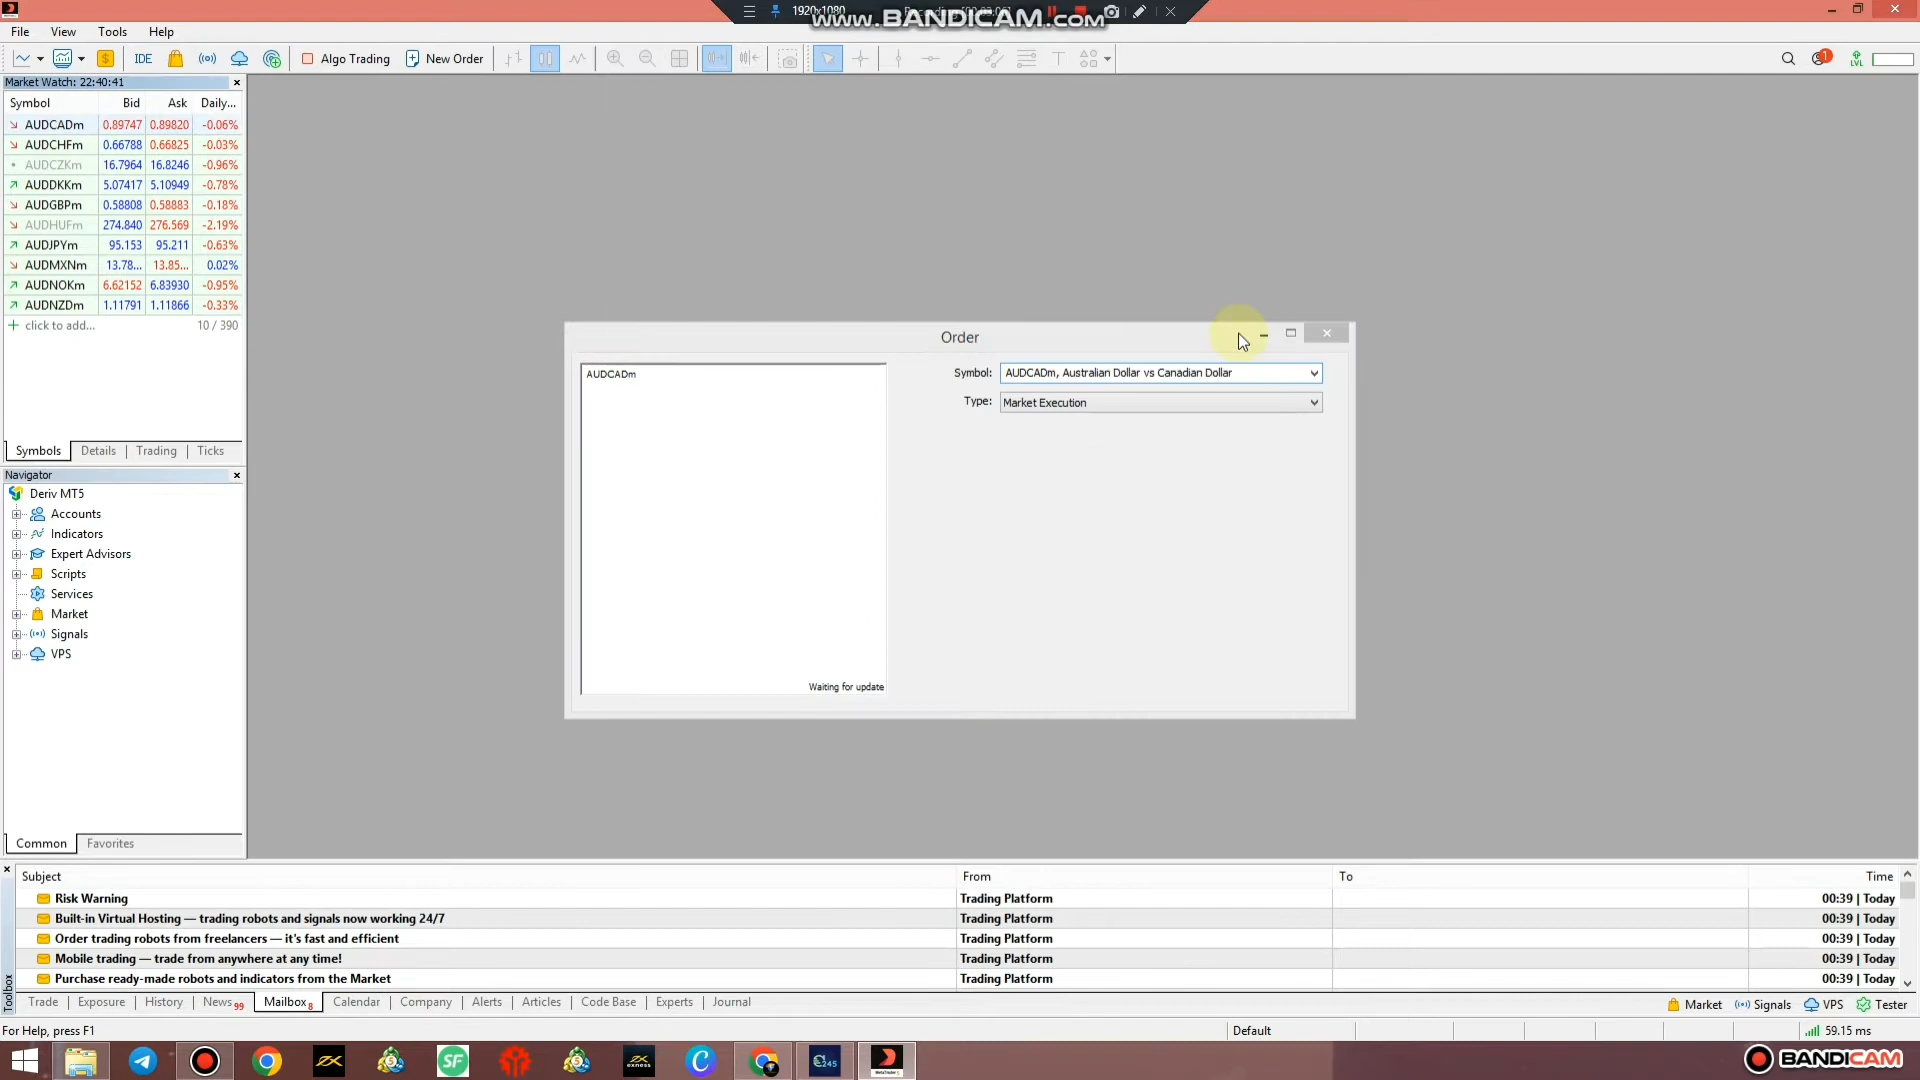 1920x1080
www.BANDICAM.com
File View Tools Help
IDE Algo Trading New Order
1
LVL
Market Watch: 22:40:41
Symbol Bid Ask Daily...
AUDCADm 0.89747 0.89820 -0.06%
AUDCHFm 0.66788 0.66825 -0.03%
AUDCZKm 16.7964 16.8246 -0.96%
AUDDKKm 5.07417 5.10949 -0.78%
AUDGBPm 0.58808 0.58883 -0.18%
AUDHUFm 274.840 276.569 -2.19%
AUDJPYm 95.153 95.211 -0.63%
AUDMXNm 13.78... 13.85... 0.02%
AUDNOKm 6.62152 6.83930 -0.95%
AUDNZDm 1.11791 1.11866 -0.33%
click to add... 10 / 390
Symbols Details Trading Ticks
Order
AUDCADm
Symbol: AUDCADm, Australian Dollar vs Canadian Dollar
Type: Market Execution
Waiting for update
Navigator
Deriv MT5
Accounts
Indicators
Expert Advisors
Scripts
Services
Market
Signals
VPS
Common Favorites
Toolbox
Subject From To Time
Risk Warning Trading Platform 00:39 | Today
Built-in Virtual Hosting — trading robots and signals now working 24/7 Trading Platform 00:39 | Today
Order trading robots from freelancers — it's fast and efficient Trading Platform 00:39 | Today
Mobile trading — trade from anywhere at any time! Trading Platform 00:39 | Today
Purchase ready-made robots and indicators from the Market Trading Platform 00:39 | Today
Trade Exposure History News 99 Mailbox 8 Calendar Company Alerts Articles Code Base Experts Journal
Market Signals VPS Tester
For Help, press F1 Default 59.15 ms
SF
exness
245
BANDICAM